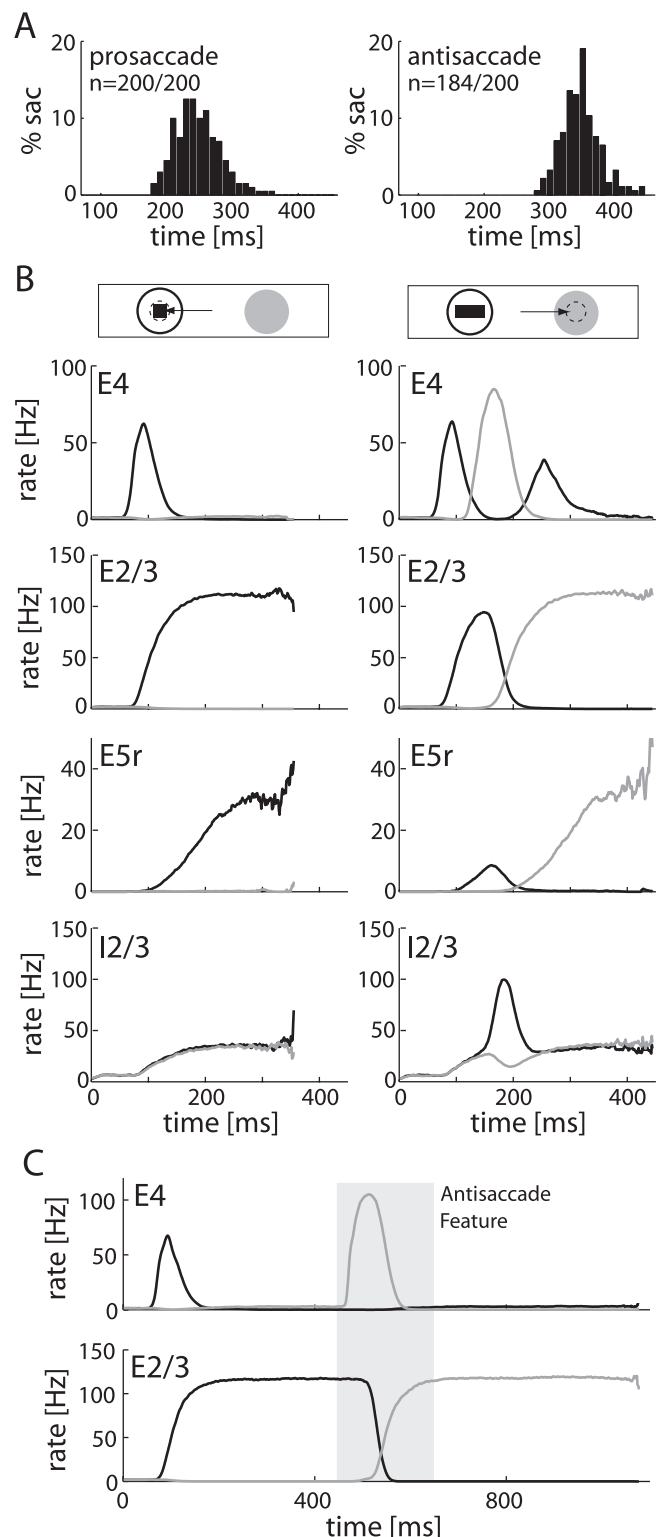 A
prosaccade
n=200/200
% sac
20
10
0
100 200 300 400
time [ms]
antisaccade
n=184/200
% sac
20
10
0
100 200 300 400
time [ms]
B
E4
rate [Hz]
100
50
0
E4
100
50
0
E2/3
rate [Hz]
150
100
50
0
E2/3
150
100
50
0
E5r
rate [Hz]
40
20
0
E5r
40
20
0
I2/3
rate [Hz]
150
100
50
0
0 200 400
time [ms]
I2/3
150
100
50
0
0 200 400
time [ms]
C
E4
rate [Hz]
100
50
0
Antisaccade
Feature
E2/3
rate [Hz]
150
100
50
0
0 400 800
time [ms]